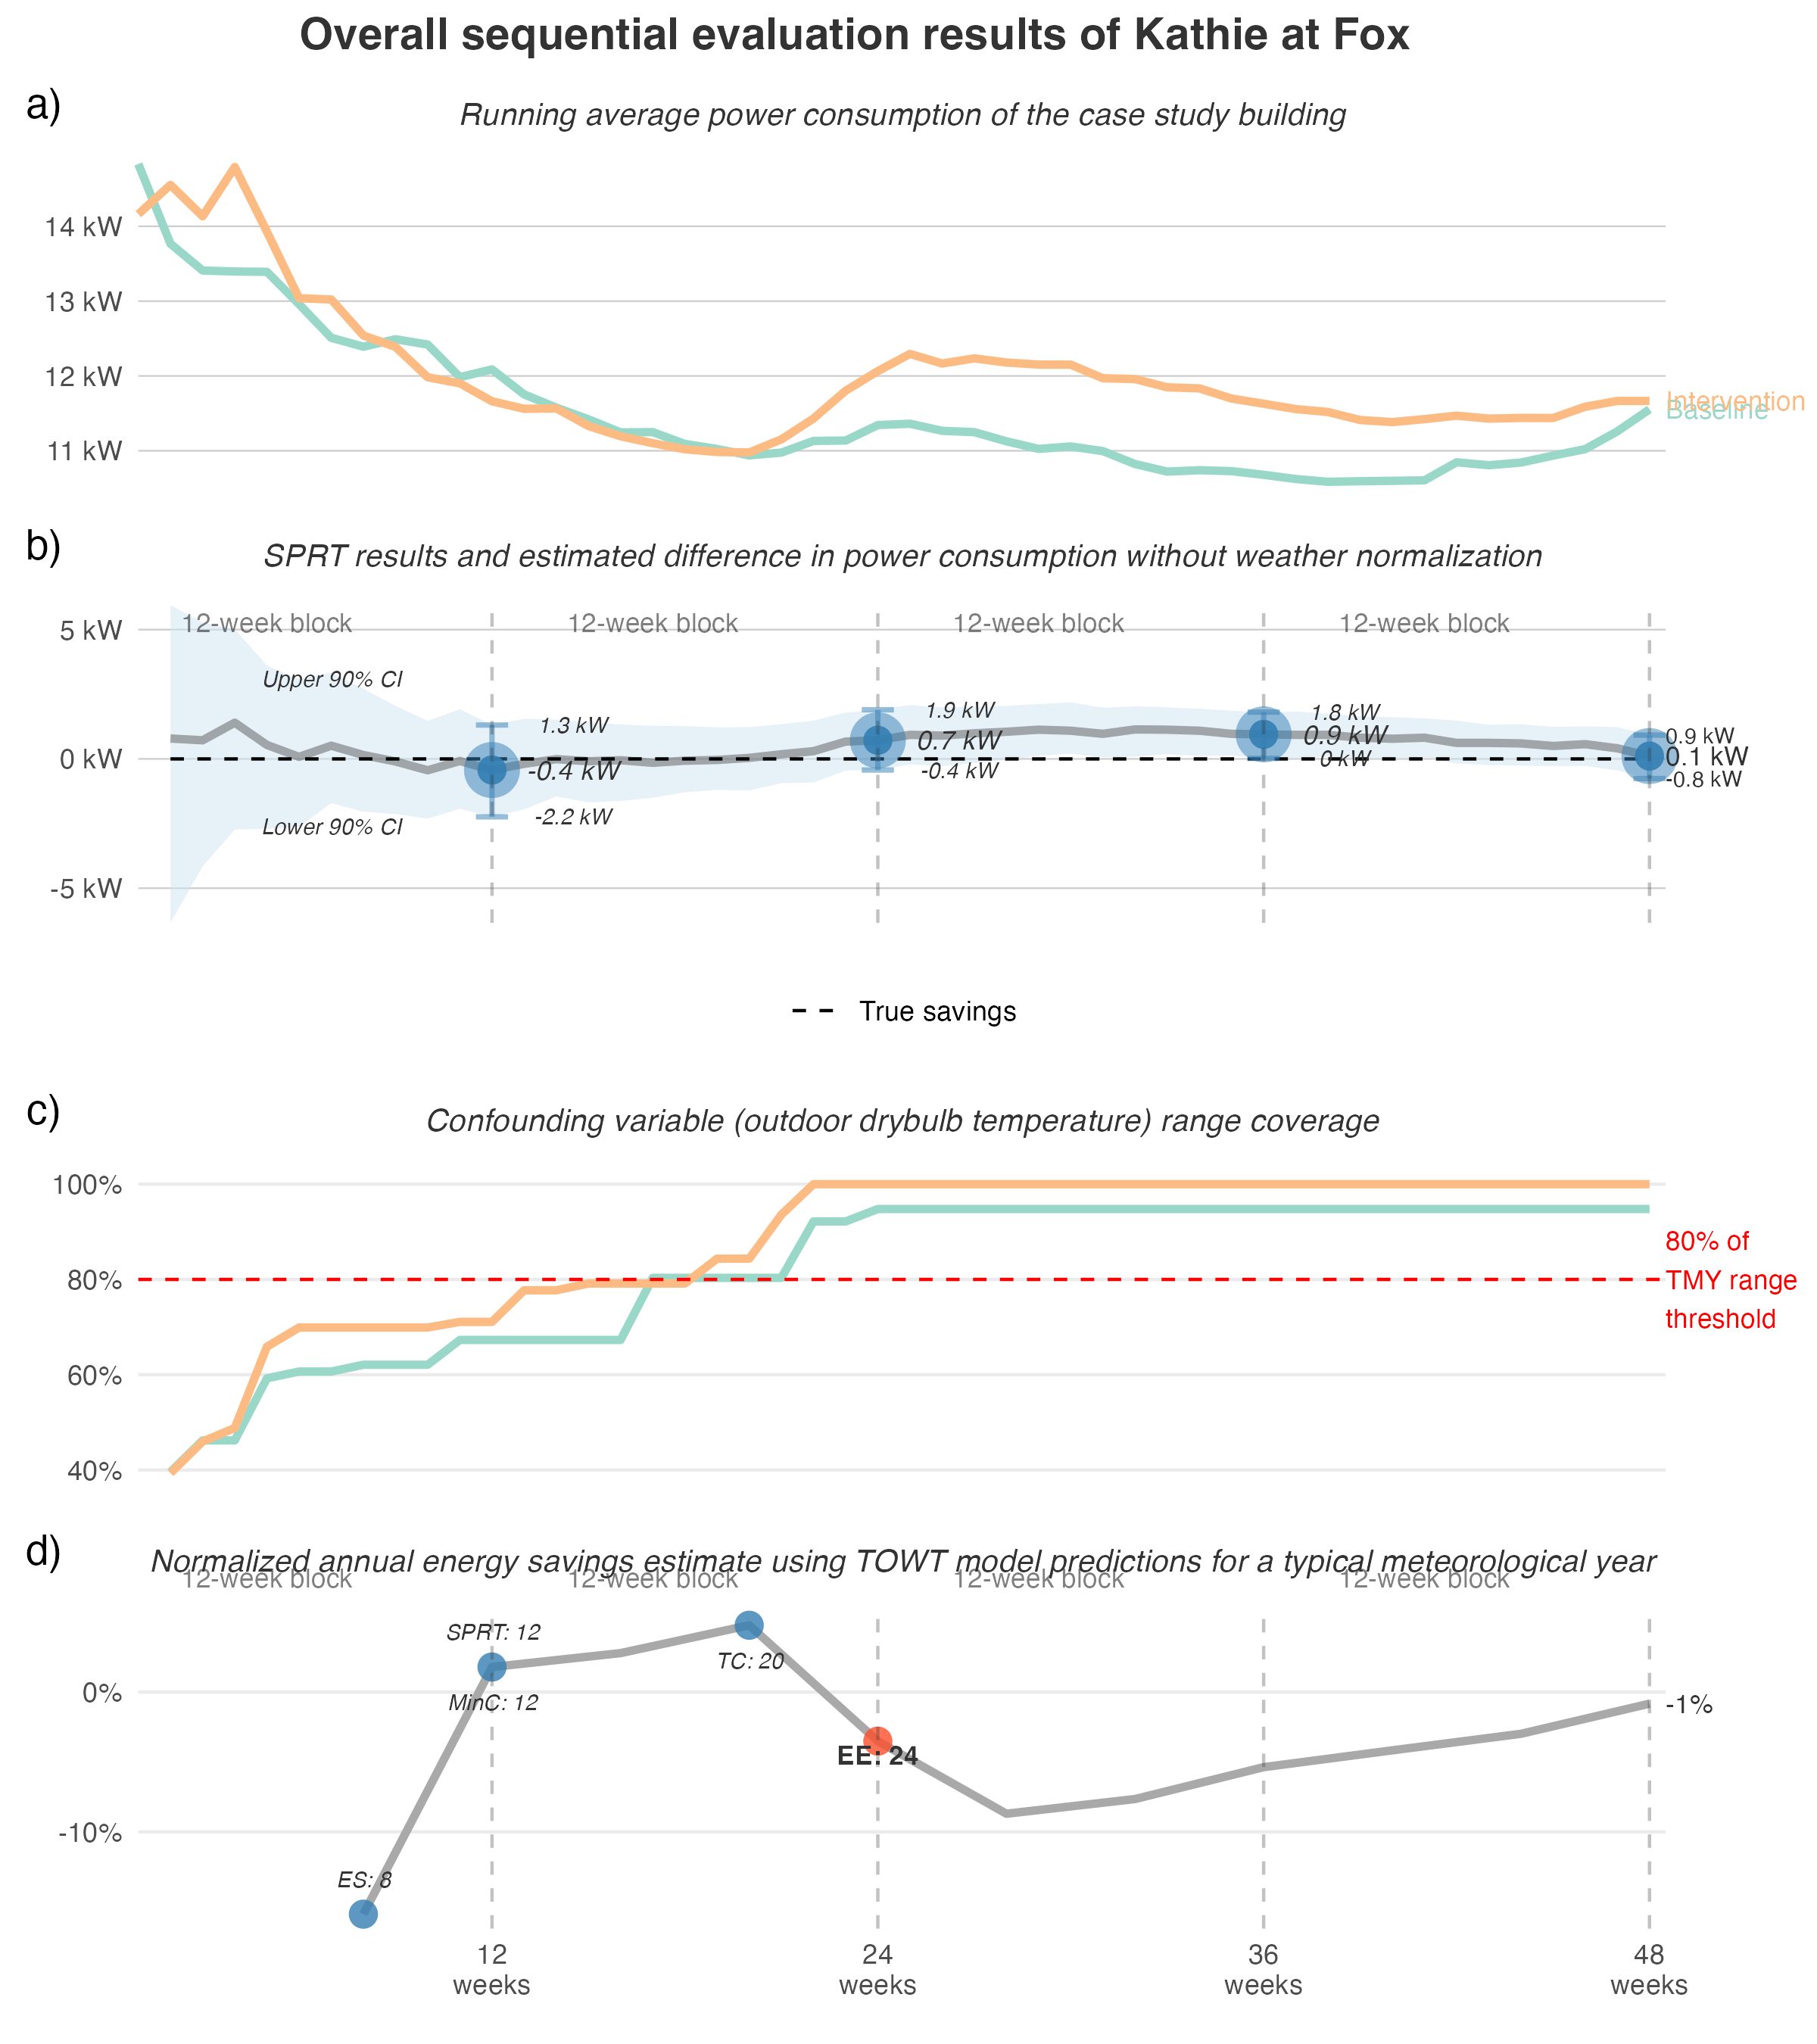 Overall sequential evaluation results of Kathie at Fox
a)
Running average power consumption of the case study building
14 kW
13 kW
12 kW
11 kW
Intervention
Baseline
b)
SPRT results and estimated difference in power consumption without weather normalization
12-week block
12-week block
12-week block
12-week block
5 kW
0 kW
-5 kW
Upper 90% CI
Lower 90% CI
1.3 kW
-0.4 kW
-2.2 kW
1.9 kW
0.7 kW
-0.4 kW
1.8 kW
0.9 kW
0 kW
0.9 kW
0.1 kW
-0.8 kW
True savings
c)
Confounding variable (outdoor drybulb temperature) range coverage
100%
80%
60%
40%
80% of
TMY range
threshold
d)
Normalized annual energy savings estimate using TOWT model predictions for a typical meteorological year
12-week block
12-week block
12-week block
12-week block
0%
-10%
SPRT: 12
MinC: 12
TC: 20
EE: 24
ES: 8
-1%
12
weeks
24
weeks
36
weeks
48
weeks